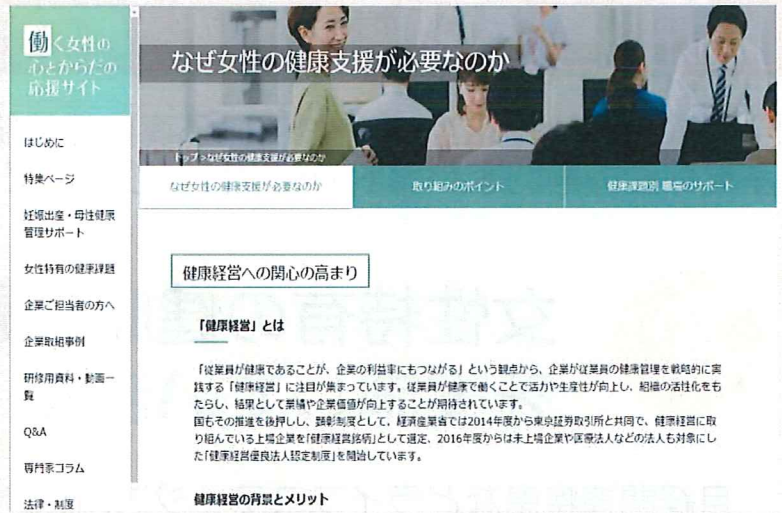 働く女性の
心とからだの
応援サイト
はじめに
特集ページ
妊娠出産・母性健康
管理サポート
女性特有の健康課題
企業ご担当者の方へ
企業取組事例
研修用資料・動画一
覧
Q&A
専門家コラム
法律・制度
なぜ女性の健康支援が必要なのか
トップ>なぜ女性の健康支援が必要なのか
なぜ女性の健康支援が必要なのか
取り組みのポイント
健康課題別 職場のサポート
健康経営への関心の高まり
「健康経営」とは
「従業員が健康であることが、企業の利益率にもつながる」という観点から、企業が従業員の健康管理を戦略的に実
践する「健康経営」に注目が集まっています。従業員が健康で働くことで活力や生産性が向上し、組織の活性化をも
たらし、結果として業績や企業価値が向上することが期待されています。
国もその推進を後押しし、顕彰制度として、経済産業省では2014年度から東京証券取引所と共同で、健康経営に取
り組んでいる上場企業を「健康経営銘柄」として選定、2016年度からは未上場企業や医療法人などの法人も対象にし
た「健康経営優良法人認定制度」を開始しています。
健康経営の背景とメリット